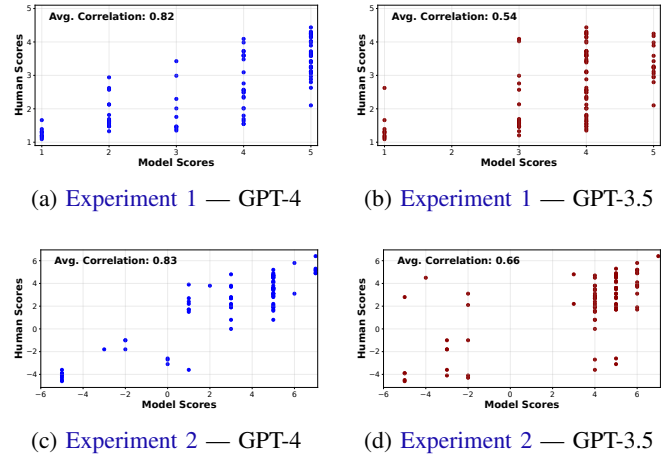 Avg. Correlation: 0.82
5
4
3
2
1
Human Scores
1 2 3 4 5
Model Scores
(a) Experiment 1 — GPT-4
Avg. Correlation: 0.54
5
4
3
2
1
Human Scores
1 2 3 4 5
Model Scores
(b) Experiment 1 — GPT-3.5
Avg. Correlation: 0.83
6
4
2
0
−2
−4
Human Scores
−6 −4 −2 0 2 4 6
Model Scores
(c) Experiment 2 — GPT-4
Avg. Correlation: 0.66
6
4
2
0
−2
−4
Human Scores
−6 −4 −2 0 2 4 6
Model Scores
(d) Experiment 2 — GPT-3.5